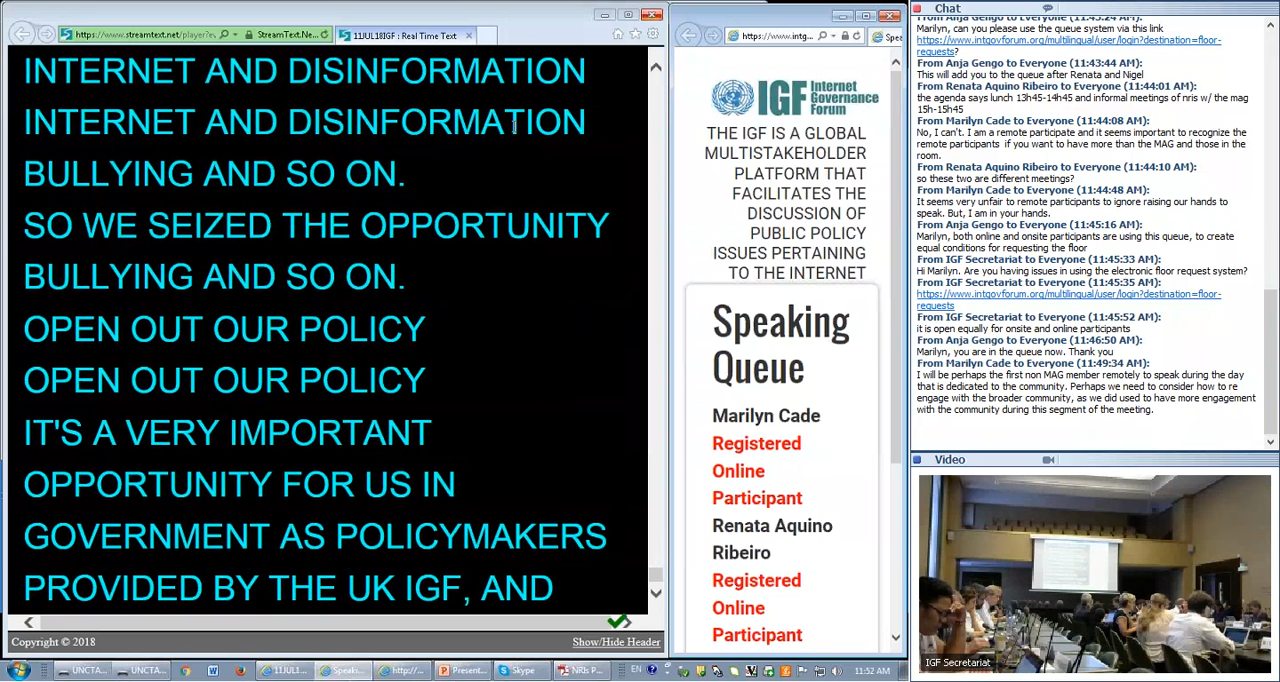 https://www.streamtext.net/player?ev
StreamText.Ne...
11JUL18IGF : Real Time Text
INTERNET AND DISINFORMATION
INTERNET AND DISINFORMATION
BULLYING AND SO ON.
SO WE SEIZED THE OPPORTUNITY
BULLYING AND SO ON.
OPEN OUT OUR POLICY
OPEN OUT OUR POLICY
IT'S A VERY IMPORTANT
OPPORTUNITY FOR US IN
GOVERNMENT AS POLICYMAKERS
PROVIDED BY THE UK IGF, AND
Copyright © 2018
Show/Hide Header
https://www.intg...
Spea
IGF Internet
Governance
Forum
THE IGF IS A GLOBAL
MULTISTAKEHOLDER
PLATFORM THAT
FACILITATES THE
DISCUSSION OF
PUBLIC POLICY
ISSUES PERTAINING
TO THE INTERNET
Speaking
Queue
Marilyn Cade
Registered
Online
Participant
Renata Aquino
Ribeiro
Registered
Online
Participant
Chat
From Anja Gengo to Everyone (11:43:24 AM):
Marilyn, can you please use the queue system via this link
https://www.intgovforum.org/multilingual/user/login?destination=floor-
requests?
From Anja Gengo to Everyone (11:43:44 AM):
This will add you to the queue after Renata and Nigel
From Renata Aquino Ribeiro to Everyone (11:44:01 AM):
the agenda says lunch 13h45-14h45 and informal meetings of nris w/ the mag
15h-15h45
From Marilyn Cade to Everyone (11:44:08 AM):
No, I can't. I am a remote participate and it seems important to recognize the
remote participants if you want to have more than the MAG and those in the
room.
From Renata Aquino Ribeiro to Everyone (11:44:10 AM):
so these two are different meetings?
From Marilyn Cade to Everyone (11:44:48 AM):
It seems very unfair to remote participants to ignore raising our hands to
speak. But, I am in your hands.
From Anja Gengo to Everyone (11:45:16 AM):
Marilyn, both online and onsite participants are using this queue, to create
equal conditions for requesting the floor
From IGF Secretariat to Everyone (11:45:33 AM):
Hi Marilyn. Are you having issues in using the electronic floor request system?
From IGF Secretariat to Everyone (11:45:35 AM):
https://www.intgovforum.org/multilingual/user/login?destination=floor-
requests
From IGF Secretariat to Everyone (11:45:52 AM):
it is open equally for onsite and online participants
From Anja Gengo to Everyone (11:46:50 AM):
Marilyn, you are in the queue now. Thank you
From Marilyn Cade to Everyone (11:49:34 AM):
I will be perhaps the first non MAG member remotely to speak during the day
that is dedicated to the community. Perhaps we need to consider how to re
engage with the broader community, as we did used to have more engagement
with the community during this segment of the meeting.
Video
IGF Secretariat
UNCTA...
UNCTA...
11JUL1...
Speaki...
http://...
Present...
Skype
NRIs P...
EN
11:52 AM